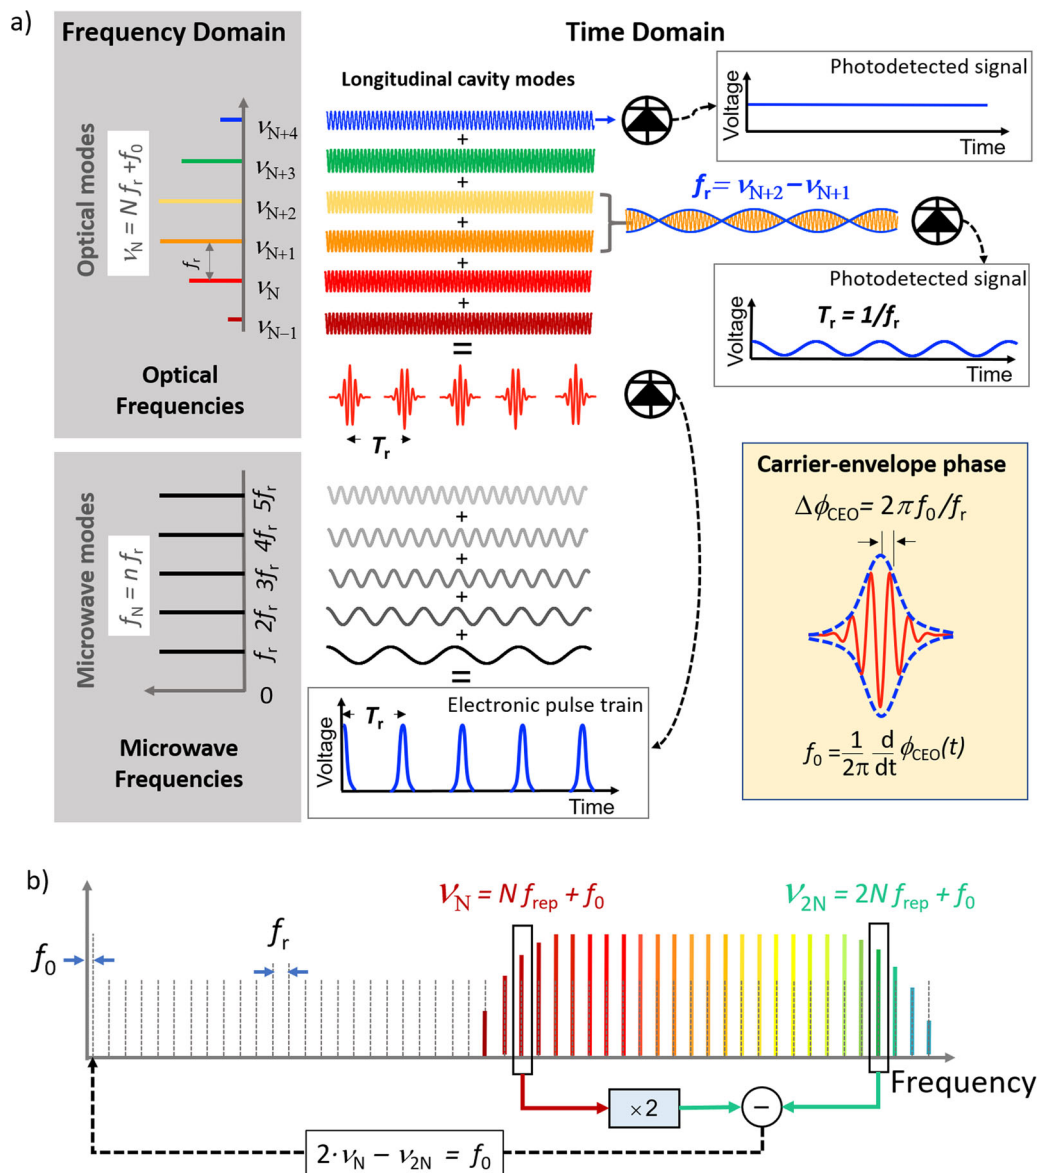 a)
Frequency Domain
Time Domain
Optical modes
ν_N = N f_r + f_0
ν_N+4
ν_N+3
ν_N+2
ν_N+1
ν_N
ν_N−1
f_r
Optical
Frequencies
Longitudinal cavity modes
+
+
+
+
+
=
T_r
Photodetected signal
Voltage
Time
f_r = ν_N+2 − ν_N+1
Photodetected signal
T_r = 1/f_r
Voltage
Time
Microwave modes
f_N = n f_r
5f_r
4f_r
3f_r
2f_r
f_r
0
Microwave
Frequencies
+
+
+
+
=
Electronic pulse train
T_r
Voltage
Time
Carrier-envelope phase
Δϕ_CEO = 2π f_0/f_r
f_0 = 1/2π d/dt ϕ_CEO(t)
b)
ν_N = N f_rep + f_0
ν_2N = 2N f_rep + f_0
f_0
f_r
Frequency
×2
−
2·ν_N − ν_2N = f_0